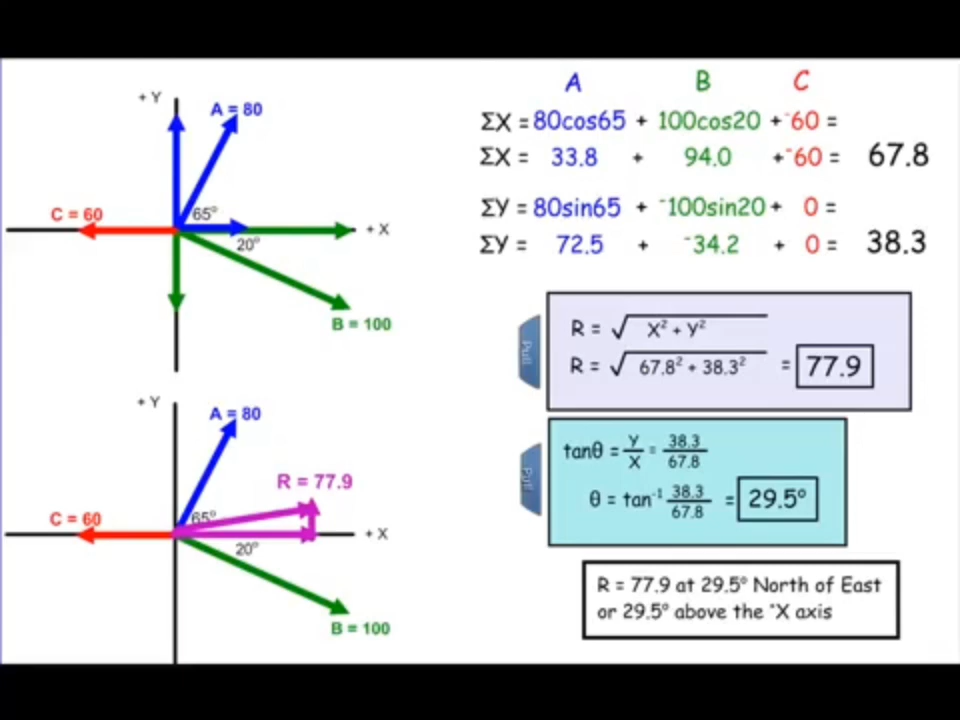 + Y
A = 80
C = 60
65°
+ X
20°
B = 100
+ Y
A = 80
R = 77.9
C = 60
65°
+ X
20°
B = 100
A B C
ΣX = 80cos65 + 100cos20 + ⁻60 =
ΣX = 33.8 + 94.0 + ⁻60 = 67.8
ΣY = 80sin65 + ⁻100sin20 + 0 =
ΣY = 72.5 + ⁻34.2 + 0 = 38.3
Pull
R = √ X² + Y²
R = √ 67.8² + 38.3² = 77.9
Pull
tanθ = Y/X = 38.3/67.8
θ = tan⁻¹ 38.3/67.8 = 29.5°
R = 77.9 at 29.5° North of East
or 29.5° above the ⁺X axis